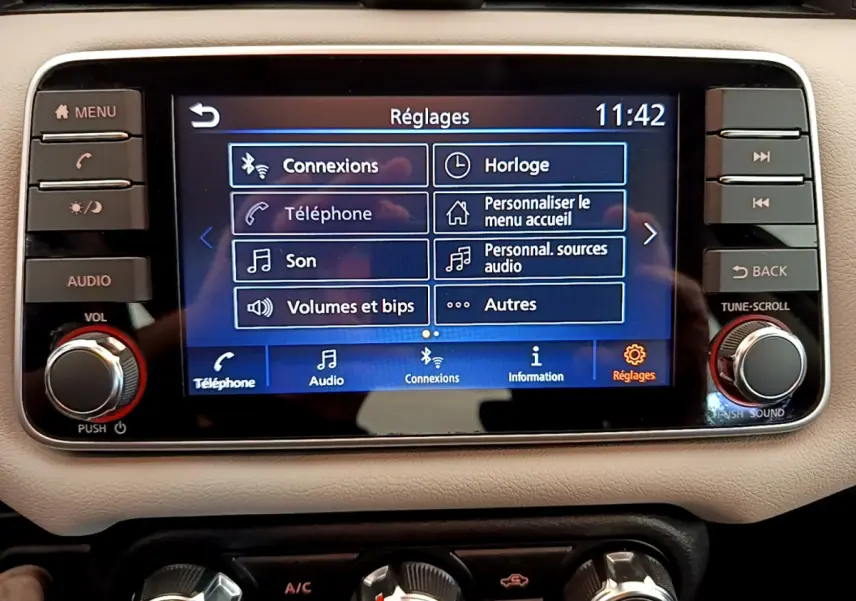 MENU
Réglages 11:42
Connexions
Horloge
Téléphone
Personnaliser le
menu accueil
Son
Personnal. sources
audio
Volumes et bips
Autres
Téléphone
Audio
Connexions
Information
Réglages
AUDIO
VOL
PUSH
BACK
TUNE•SCROLL
PUSH SOUND
A/C